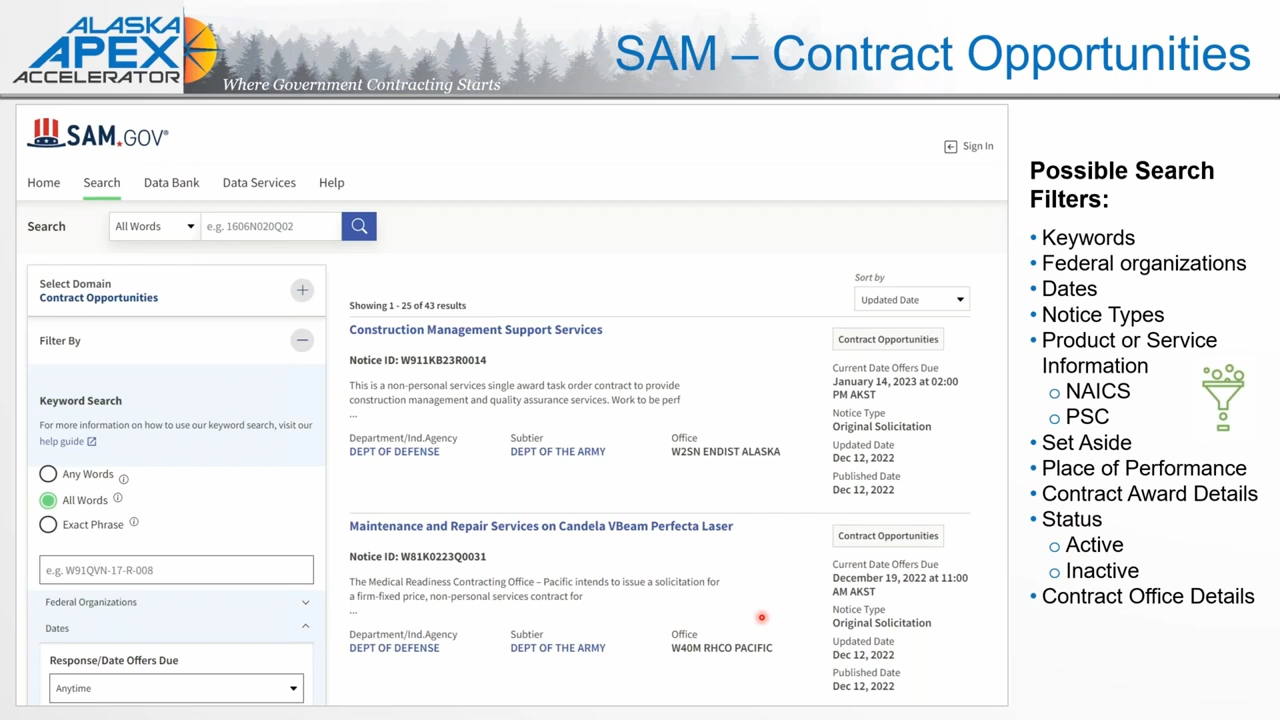 ALASKA
APEX
ACCELERATOR
Where Government Contracting Starts
SAM – Contract Opportunities
SAM.GOV®
Sign In
Home Search Data Bank Data Services Help
Search All Words e.g. 1606N020Q02
Select Domain
Contract Opportunities
Filter By
Keyword Search
For more information on how to use our keyword search, visit our
help guide
Any Words
All Words
Exact Phrase
e.g. W91QVN-17-R-008
Federal Organizations
Dates
Response/Date Offers Due
Anytime
Sort by
Showing 1 - 25 of 43 results
Updated Date
Construction Management Support Services
Notice ID: W911KB23R0014
This is a non-personal services single award task order contract to provide
construction management and quality assurance services. Work to be perf
...
Department/Ind.Agency Subtier Office
DEPT OF DEFENSE DEPT OF THE ARMY W2SN ENDIST ALASKA
Contract Opportunities
Current Date Offers Due
January 14, 2023 at 02:00
PM AKST
Notice Type
Original Solicitation
Updated Date
Dec 12, 2022
Published Date
Dec 12, 2022
Maintenance and Repair Services on Candela VBeam Perfecta Laser
Notice ID: W81K0223Q0031
The Medical Readiness Contracting Office – Pacific intends to issue a solicitation for
a firm-fixed price, non-personal services contract for
...
Department/Ind.Agency Subtier Office
DEPT OF DEFENSE DEPT OF THE ARMY W40M RHCO PACIFIC
Contract Opportunities
Current Date Offers Due
December 19, 2022 at 11:00
AM AKST
Notice Type
Original Solicitation
Updated Date
Dec 12, 2022
Published Date
Dec 12, 2022
Possible Search
Filters:
• Keywords
• Federal organizations
• Dates
• Notice Types
• Product or Service
Information
o NAICS
o PSC
• Set Aside
• Place of Performance
• Contract Award Details
• Status
o Active
o Inactive
• Contract Office Details